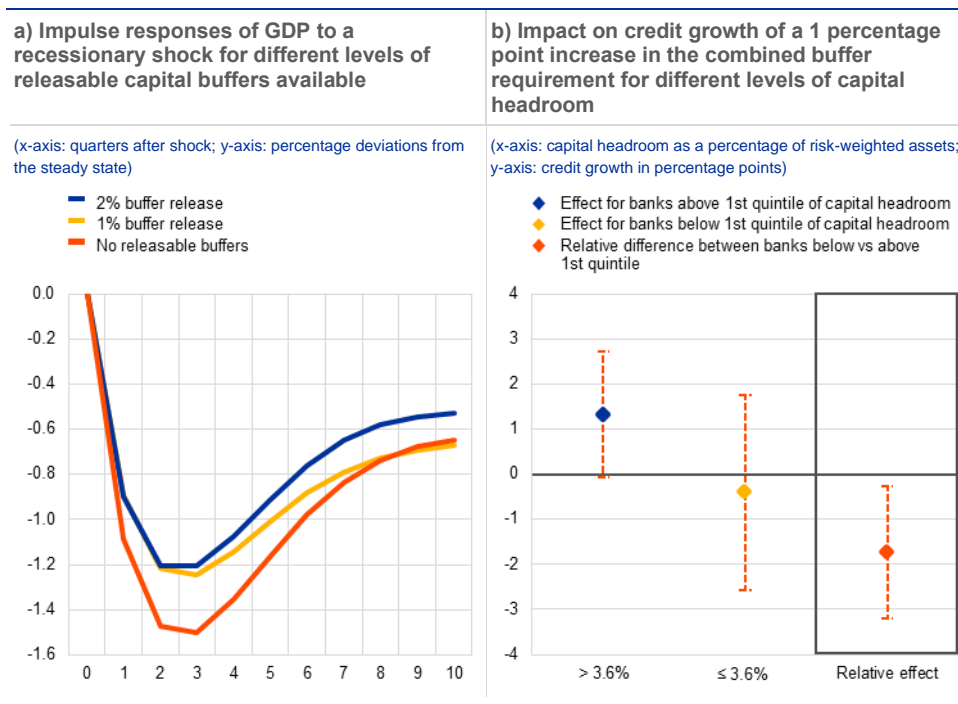 a) Impulse responses of GDP to a
recessionary shock for different levels of
releasable capital buffers available
(x-axis: quarters after shock; y-axis: percentage deviations from
the steady state)
2% buffer release
1% buffer release
No releasable buffers
0.0
-0.2
-0.4
-0.6
-0.8
-1.0
-1.2
-1.4
-1.6
0 1 2 3 4 5 6 7 8 9 10
b) Impact on credit growth of a 1 percentage
point increase in the combined buffer
requirement for different levels of capital
headroom
(x-axis: capital headroom as a percentage of risk-weighted assets;
y-axis: credit growth in percentage points)
Effect for banks above 1st quintile of capital headroom
Effect for banks below 1st quintile of capital headroom
Relative difference between banks below vs above
1st quintile
4
3
2
1
0
-1
-2
-3
-4
> 3.6% ≤ 3.6% Relative effect